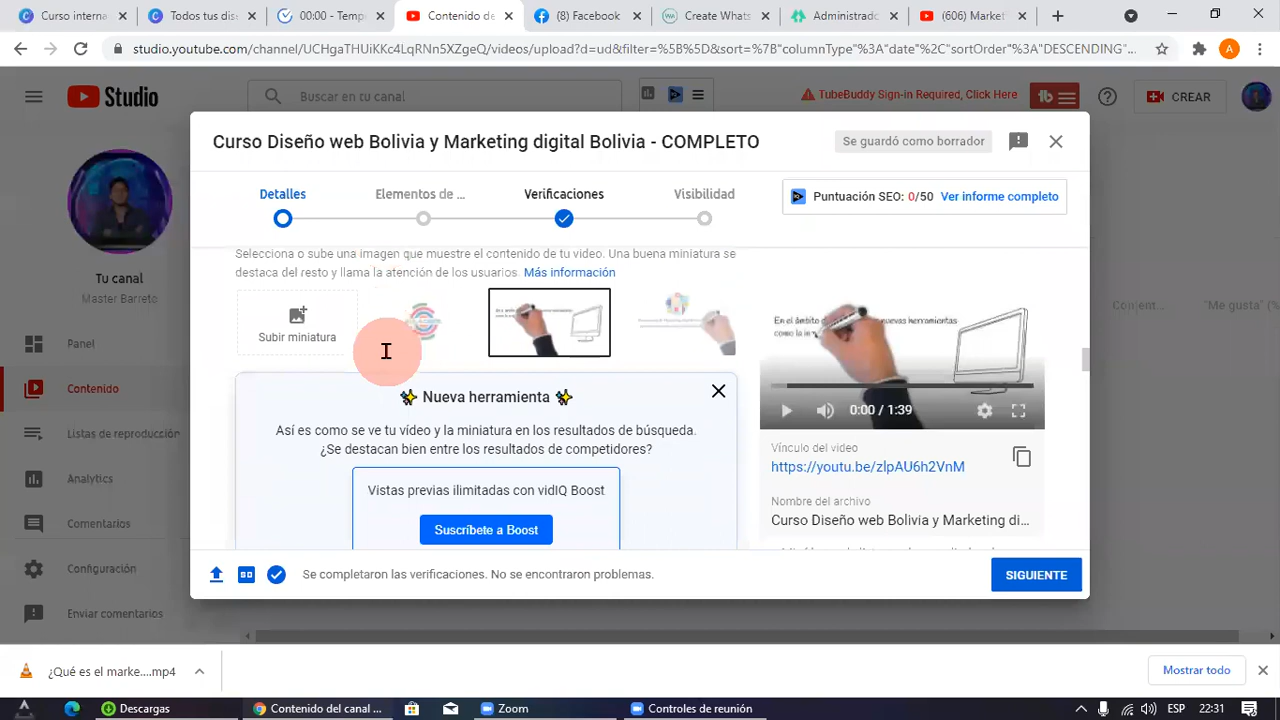 Curso intern
Todos tus dis
00:00 - Temp
Contenido de
(8) Facebook
Create Whats
Administrado
(606) Market
studio.youtube.com/channel/UCHgaTHUiKKc4LqRNn5XZgeQ/videos/upload?d=ud&filter=%5B%5D&sort=%7B"columnType"%3A"date"%2C"sortOrder"%3A"DESCENDING"...
A
Studio
Buscar en tu canal
TubeBuddy Sign-in Required, Click Here
CREAR
Curso Diseño web Bolivia y Marketing digital Bolivia - COMPLETO
Se guardó como borrador
Detalles
Elementos de ...
Verificaciones
Visibilidad
Puntuación SEO: 0/50 Ver informe completo
Selecciona o sube una imagen que muestre el contenido de tu video. Una buena miniatura se
destaca del resto y llama la atención de los usuarios. Más información
Subir miniatura
Nueva herramienta
Así es como se ve tu vídeo y la miniatura en los resultados de búsqueda.
¿Se destacan bien entre los resultados de competidores?
Vistas previas ilimitadas con vidIQ Boost
Suscríbete a Boost
En el ámbito
nuevas herramientas
como la
0:00 / 1:39
Vínculo del video
https://youtu.be/zlpAU6h2VnM
Nombre del archivo
Curso Diseño web Bolivia y Marketing di...
Se completaron las verificaciones. No se encontraron problemas.
SIGUIENTE
Tu canal
Master Barreto
Panel
Contenido
Listas de reproducción
Analytics
Comentarios
Configuración
Enviar comentarios
Coment...
"Me gusta" (%
¿Qué es el marke....mp4
Mostrar todo
Descargas
Contenido del canal ...
Zoom
Controles de reunión
ESP
22:31